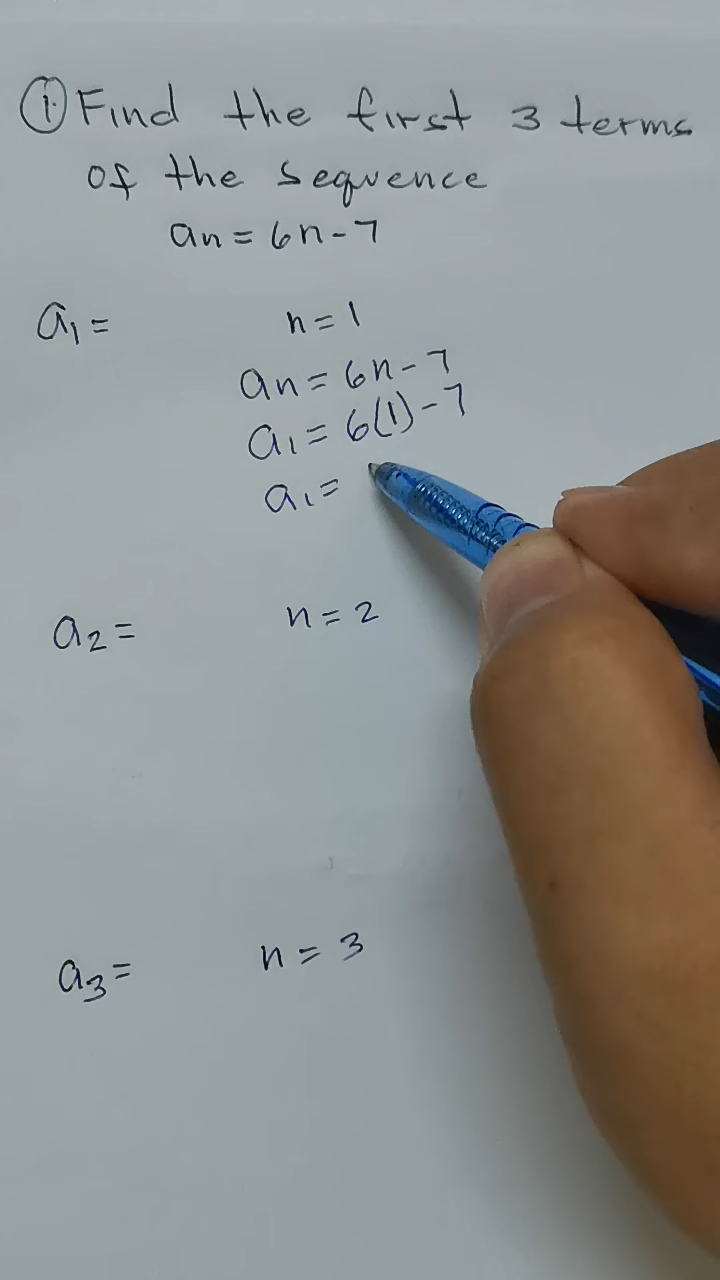 ① Find the first 3 terms
of the sequence
an = 6n - 7
a₁ = n = 1
an = 6n - 7
a₁ = 6(1) - 7
a₁ =
a₂ = n = 2
a₃ = n = 3